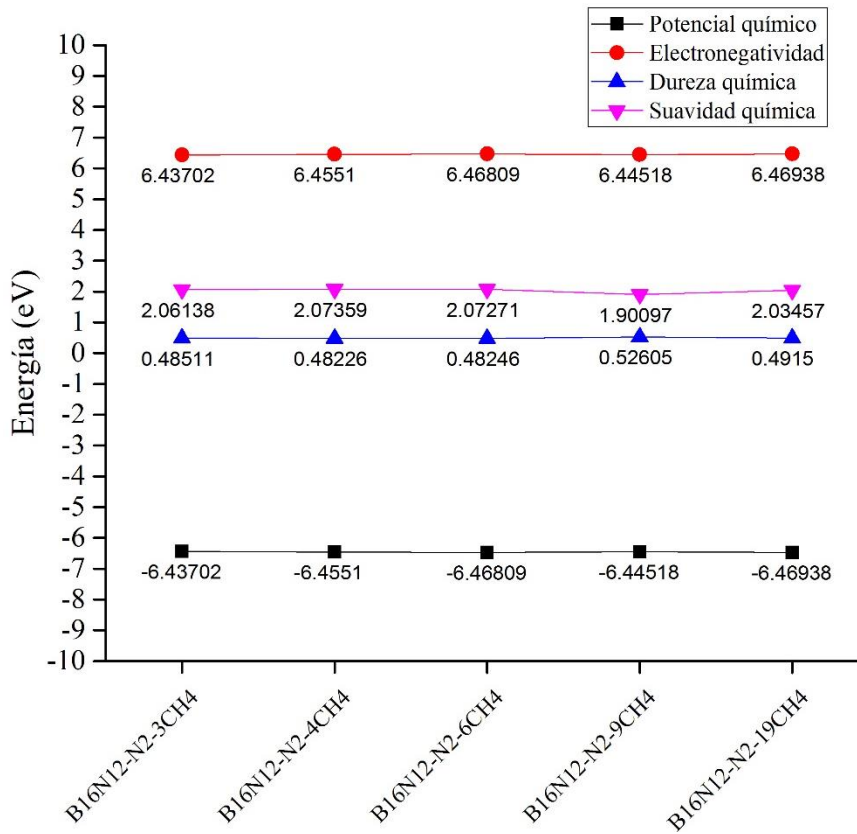 10
9
8
7
6
5
4
3
2
1
0
-1
-2
-3
-4
-5
-6
-7
-8
-9
-10
Energía (eV)
Potencial químico
Electronegatividad
Dureza química
Suavidad química
6.43702 6.4551 6.46809 6.44518 6.46938
2.06138 2.07359 2.07271 1.90097 2.03457
0.48511 0.48226 0.48246 0.52605 0.4915
-6.43702 -6.4551 -6.46809 -6.44518 -6.46938
B16N12-N2-3CH4
B16N12-N2-4CH4
B16N12-N2-6CH4
B16N12-N2-9CH4
B16N12-N2-19CH4